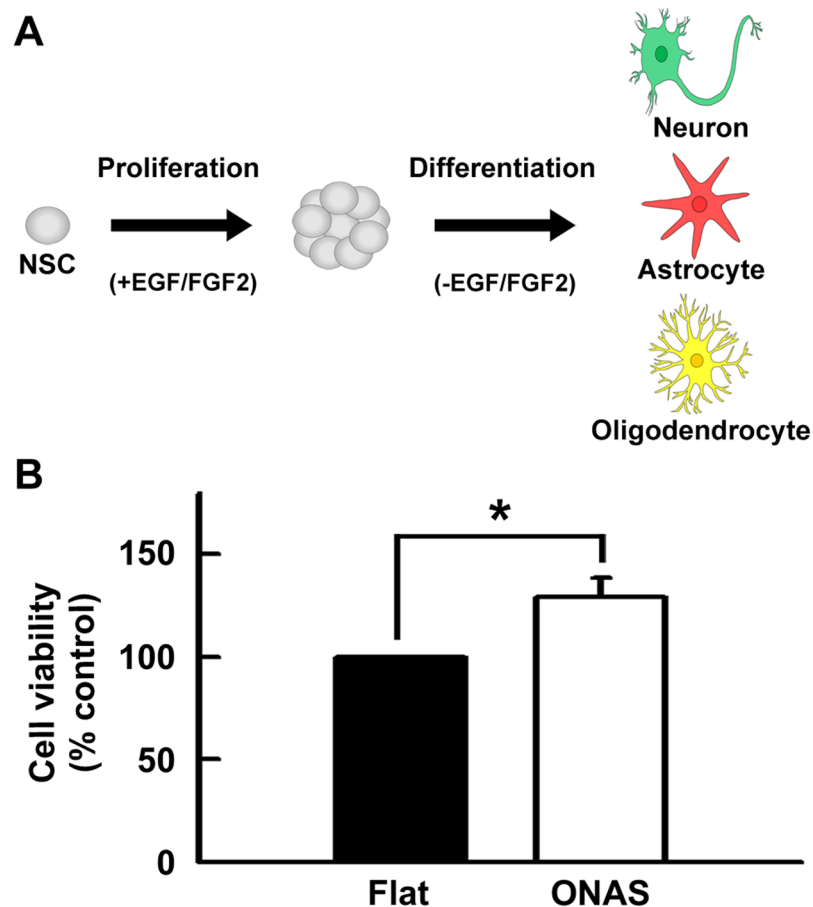 A
Neuron
Proliferation
Differentiation
NSC
(+EGF/FGF2)
(-EGF/FGF2)
Astrocyte
Oligodendrocyte
B
*
Cell viability
(% control)
150
100
50
0
Flat
ONAS